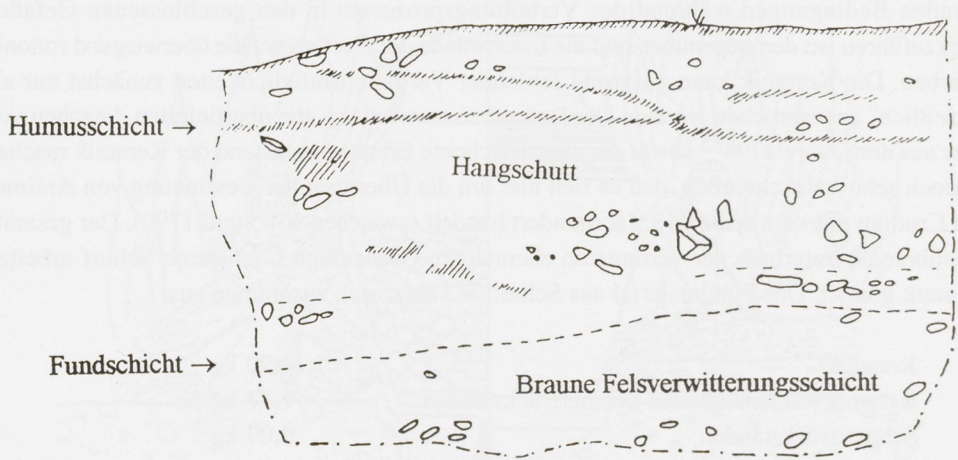 Humusschicht →
Hangschutt
Fundschicht →
Braune Felsverwitterungsschicht